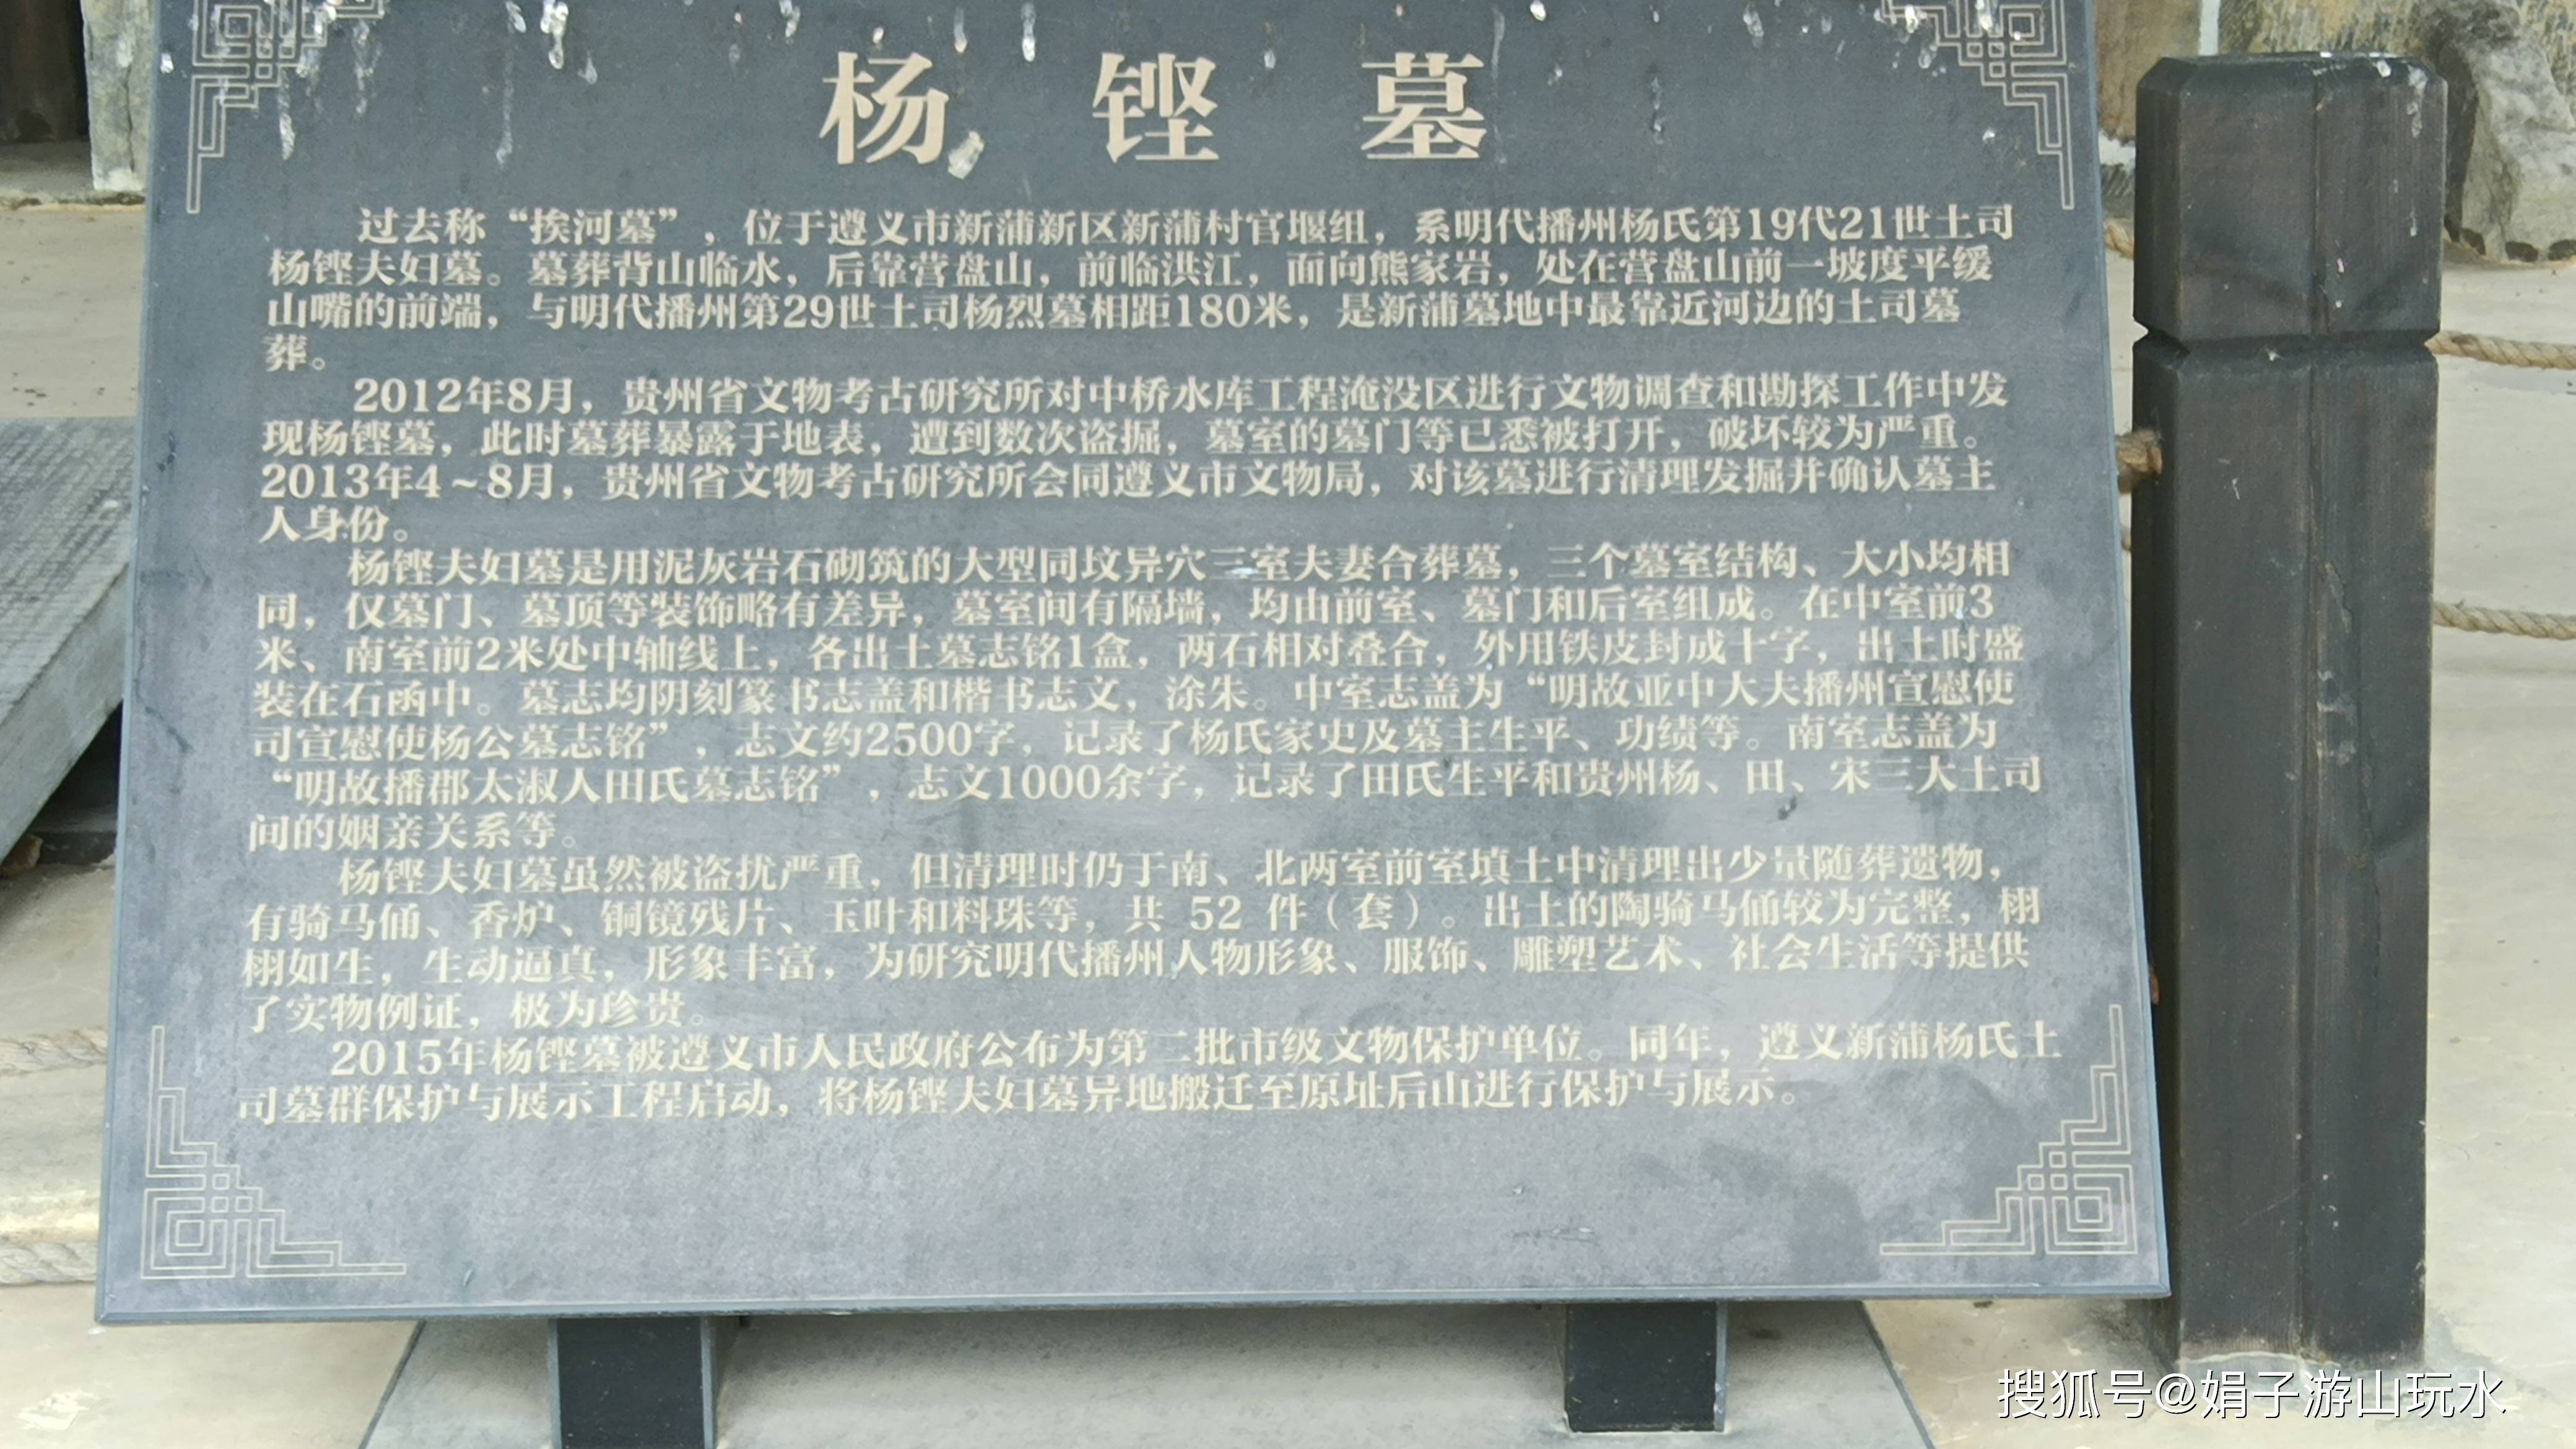 杨铿墓
过去称“挨河墓”，位于遵义市新蒲新区新蒲村官堰组，系明代播州杨氏第19代21世土司
杨铿夫妇墓。墓葬背山临水，后靠营盘山，前临洪江，面向熊家岩，处在营盘山前一坡度平缓
山嘴的前端，与明代播州第29世土司杨烈墓相距180米，是新蒲墓地中最靠近河边的土司墓
葬。
2012年8月，贵州省文物考古研究所对中桥水库工程淹没区进行文物调查和勘探工作中发
现杨铿墓，此时墓葬暴露于地表，遭到数次盗掘，墓室的墓门等已悉被打开，破坏较为严重。
2013年4~8月，贵州省文物考古研究所会同遵义市文物局，对该墓进行清理发掘并确认墓主
人身份。
杨铿夫妇墓是用泥灰岩石砌筑的大型同坟异穴三室夫妻合葬墓，三个墓室结构、大小均相
同，仅墓门、墓顶等装饰略有差异，墓室间有隔墙，均由前室、墓门和后室组成。在中室前3
米、南室前2米处中轴线上，各出土墓志铭1盒，两石相对叠合，外用铁皮封成十字，出土时盛
装在石函中。墓志均阴刻篆书志盖和楷书志文，涂朱。中室志盖为“明故亚中大夫播州宣慰使
司宣慰使杨公墓志铭”，志文约2500字，记录了杨氏家史及墓主生平、功绩等。南室志盖为
“明故播郡太淑人田氏墓志铭”，志文1000余字，记录了田氏生平和贵州杨、田、宋三大土司
间的姻亲关系等。
杨铿夫妇墓虽然被盗扰严重，但清理时仍于南、北两室前室填土中清理出少量随葬遗物，
有骑马俑、香炉、铜镜残片、玉叶和料珠等，共 52 件（套）。出土的陶骑马俑较为完整，栩
栩如生，生动逼真，形象丰富，为研究明代播州人物形象、服饰、雕塑艺术、社会生活等提供
了实物例证，极为珍贵。
2015年杨铿墓被遵义市人民政府公布为第二批市级文物保护单位。同年，遵义新蒲杨氏土
司墓群保护与展示工程启动，将杨铿夫妇墓异地搬迁至原址后山进行保护与展示。
搜狐号@娟子游山玩水